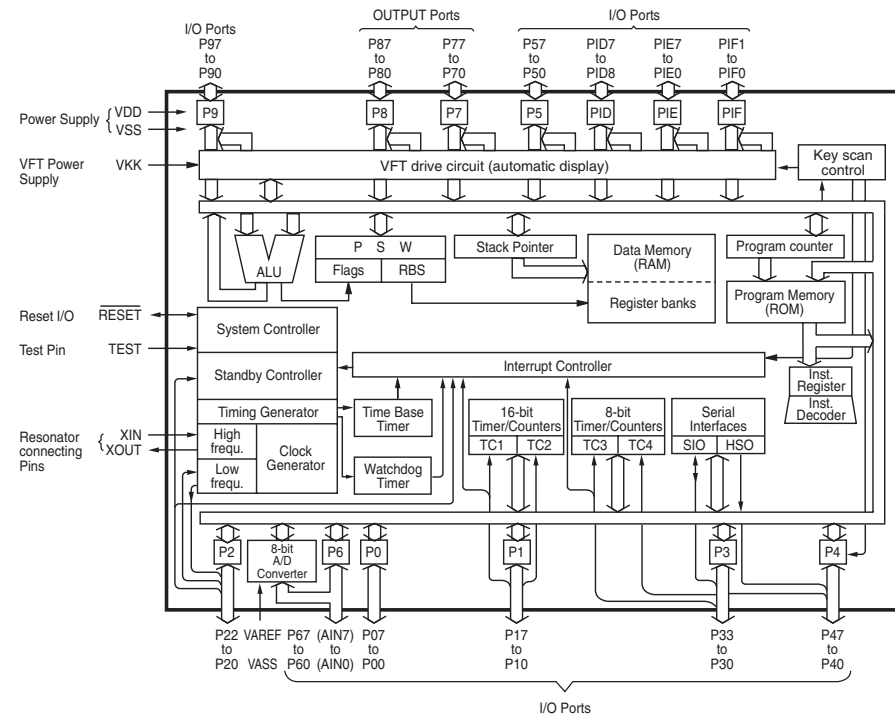 OUTPUT Ports
I/O Ports
I/O Ports
P97
to
P90
P87
to
P80
P77
to
P70
P57
to
P50
PID7
to
PID8
PIE7
to
PIE0
PIF1
to
PIF0
Power Supply { VDD
VSS
P9
P8
P7
P5
PID
PIE
PIF
VFT Power
Supply
VKK
VFT drive circuit (automatic display)
Key scan
control
ALU
P S W
Flags
RBS
Stack Pointer
Data Memory
(RAM)
Register banks
Program counter
Program Memory
(ROM)
Reset I/O
RESET
System Controller
Test Pin
TEST
Standby Controller
Interrupt Controller
Inst.
Register
Inst.
Decoder
Timing Generator
Time Base
Timer
16-bit
Timer/Counters
TC1
TC2
8-bit
Timer/Counters
TC3
TC4
Serial
Interfaces
SIO
HSO
Resonator
connecting
Pins
{ XIN
XOUT
High
frequ.
Low
frequ.
Clock
Generator
Watchdog
Timer
P2
8-bit
A/D
Converter
P6
P0
P1
P3
P4
P22
to
P20
VAREF
VASS
P67
to
P60
(AIN7)
to
(AIN0)
P07
to
P00
P17
to
P10
P33
to
P30
P47
to
P40
I/O Ports